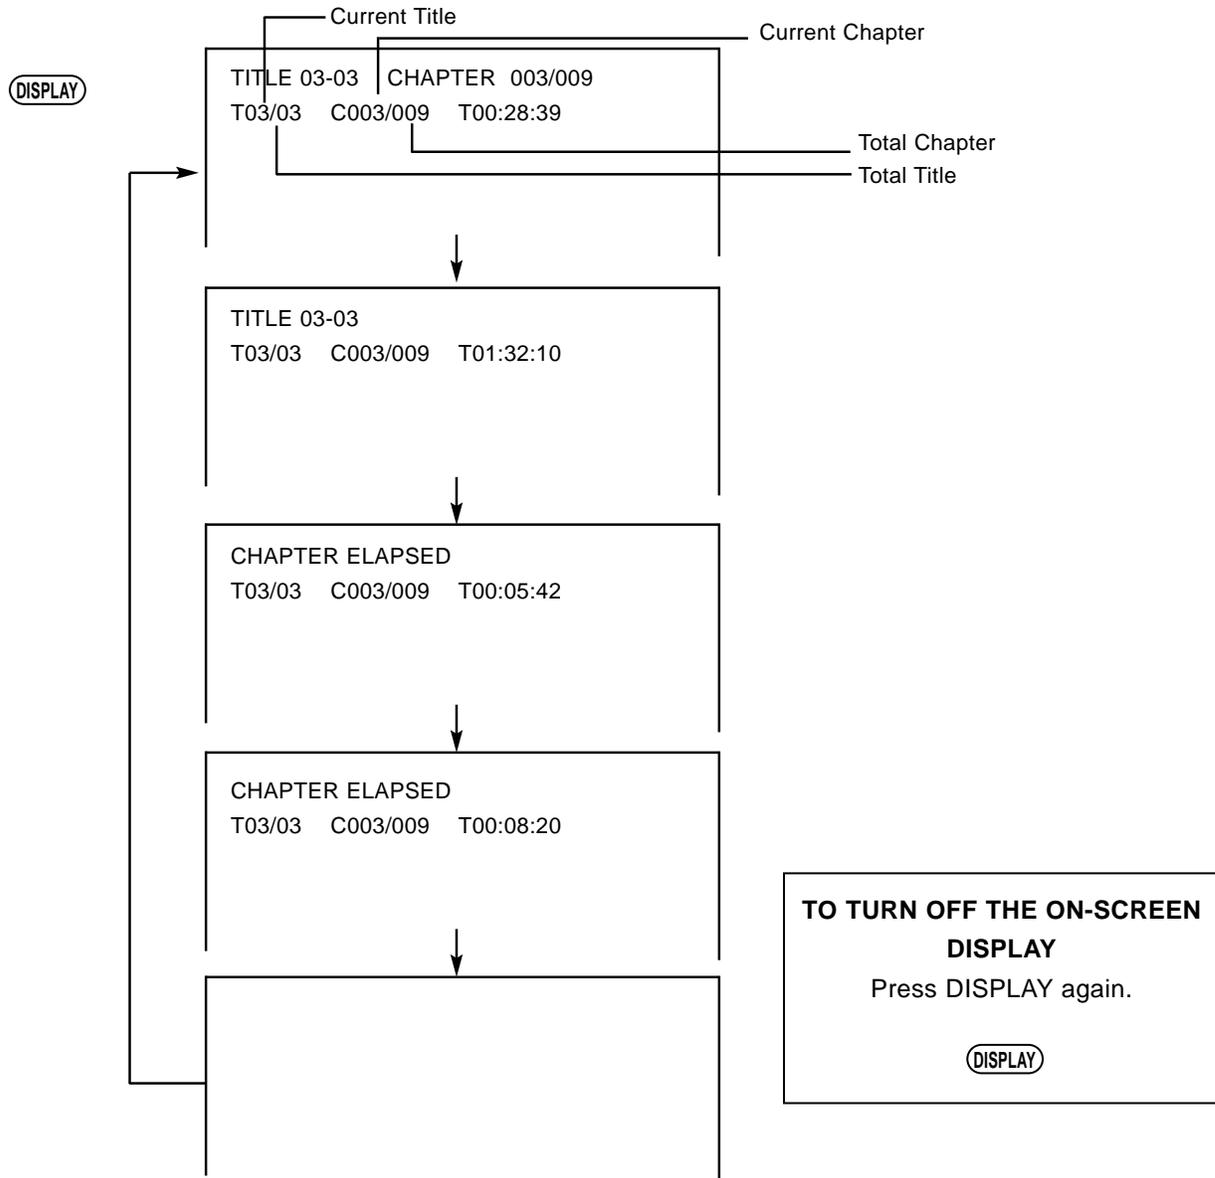 Current Title
Current Chapter
DISPLAY
TITLE 03-03 CHAPTER 003/009
T03/03 C003/009 T00:28:39
Total Chapter
Total Title
TITLE 03-03
T03/03 C003/009 T01:32:10
CHAPTER ELAPSED
T03/03 C003/009 T00:05:42
CHAPTER ELAPSED
T03/03 C003/009 T00:08:20
TO TURN OFF THE ON-SCREEN
DISPLAY
Press DISPLAY again.
DISPLAY